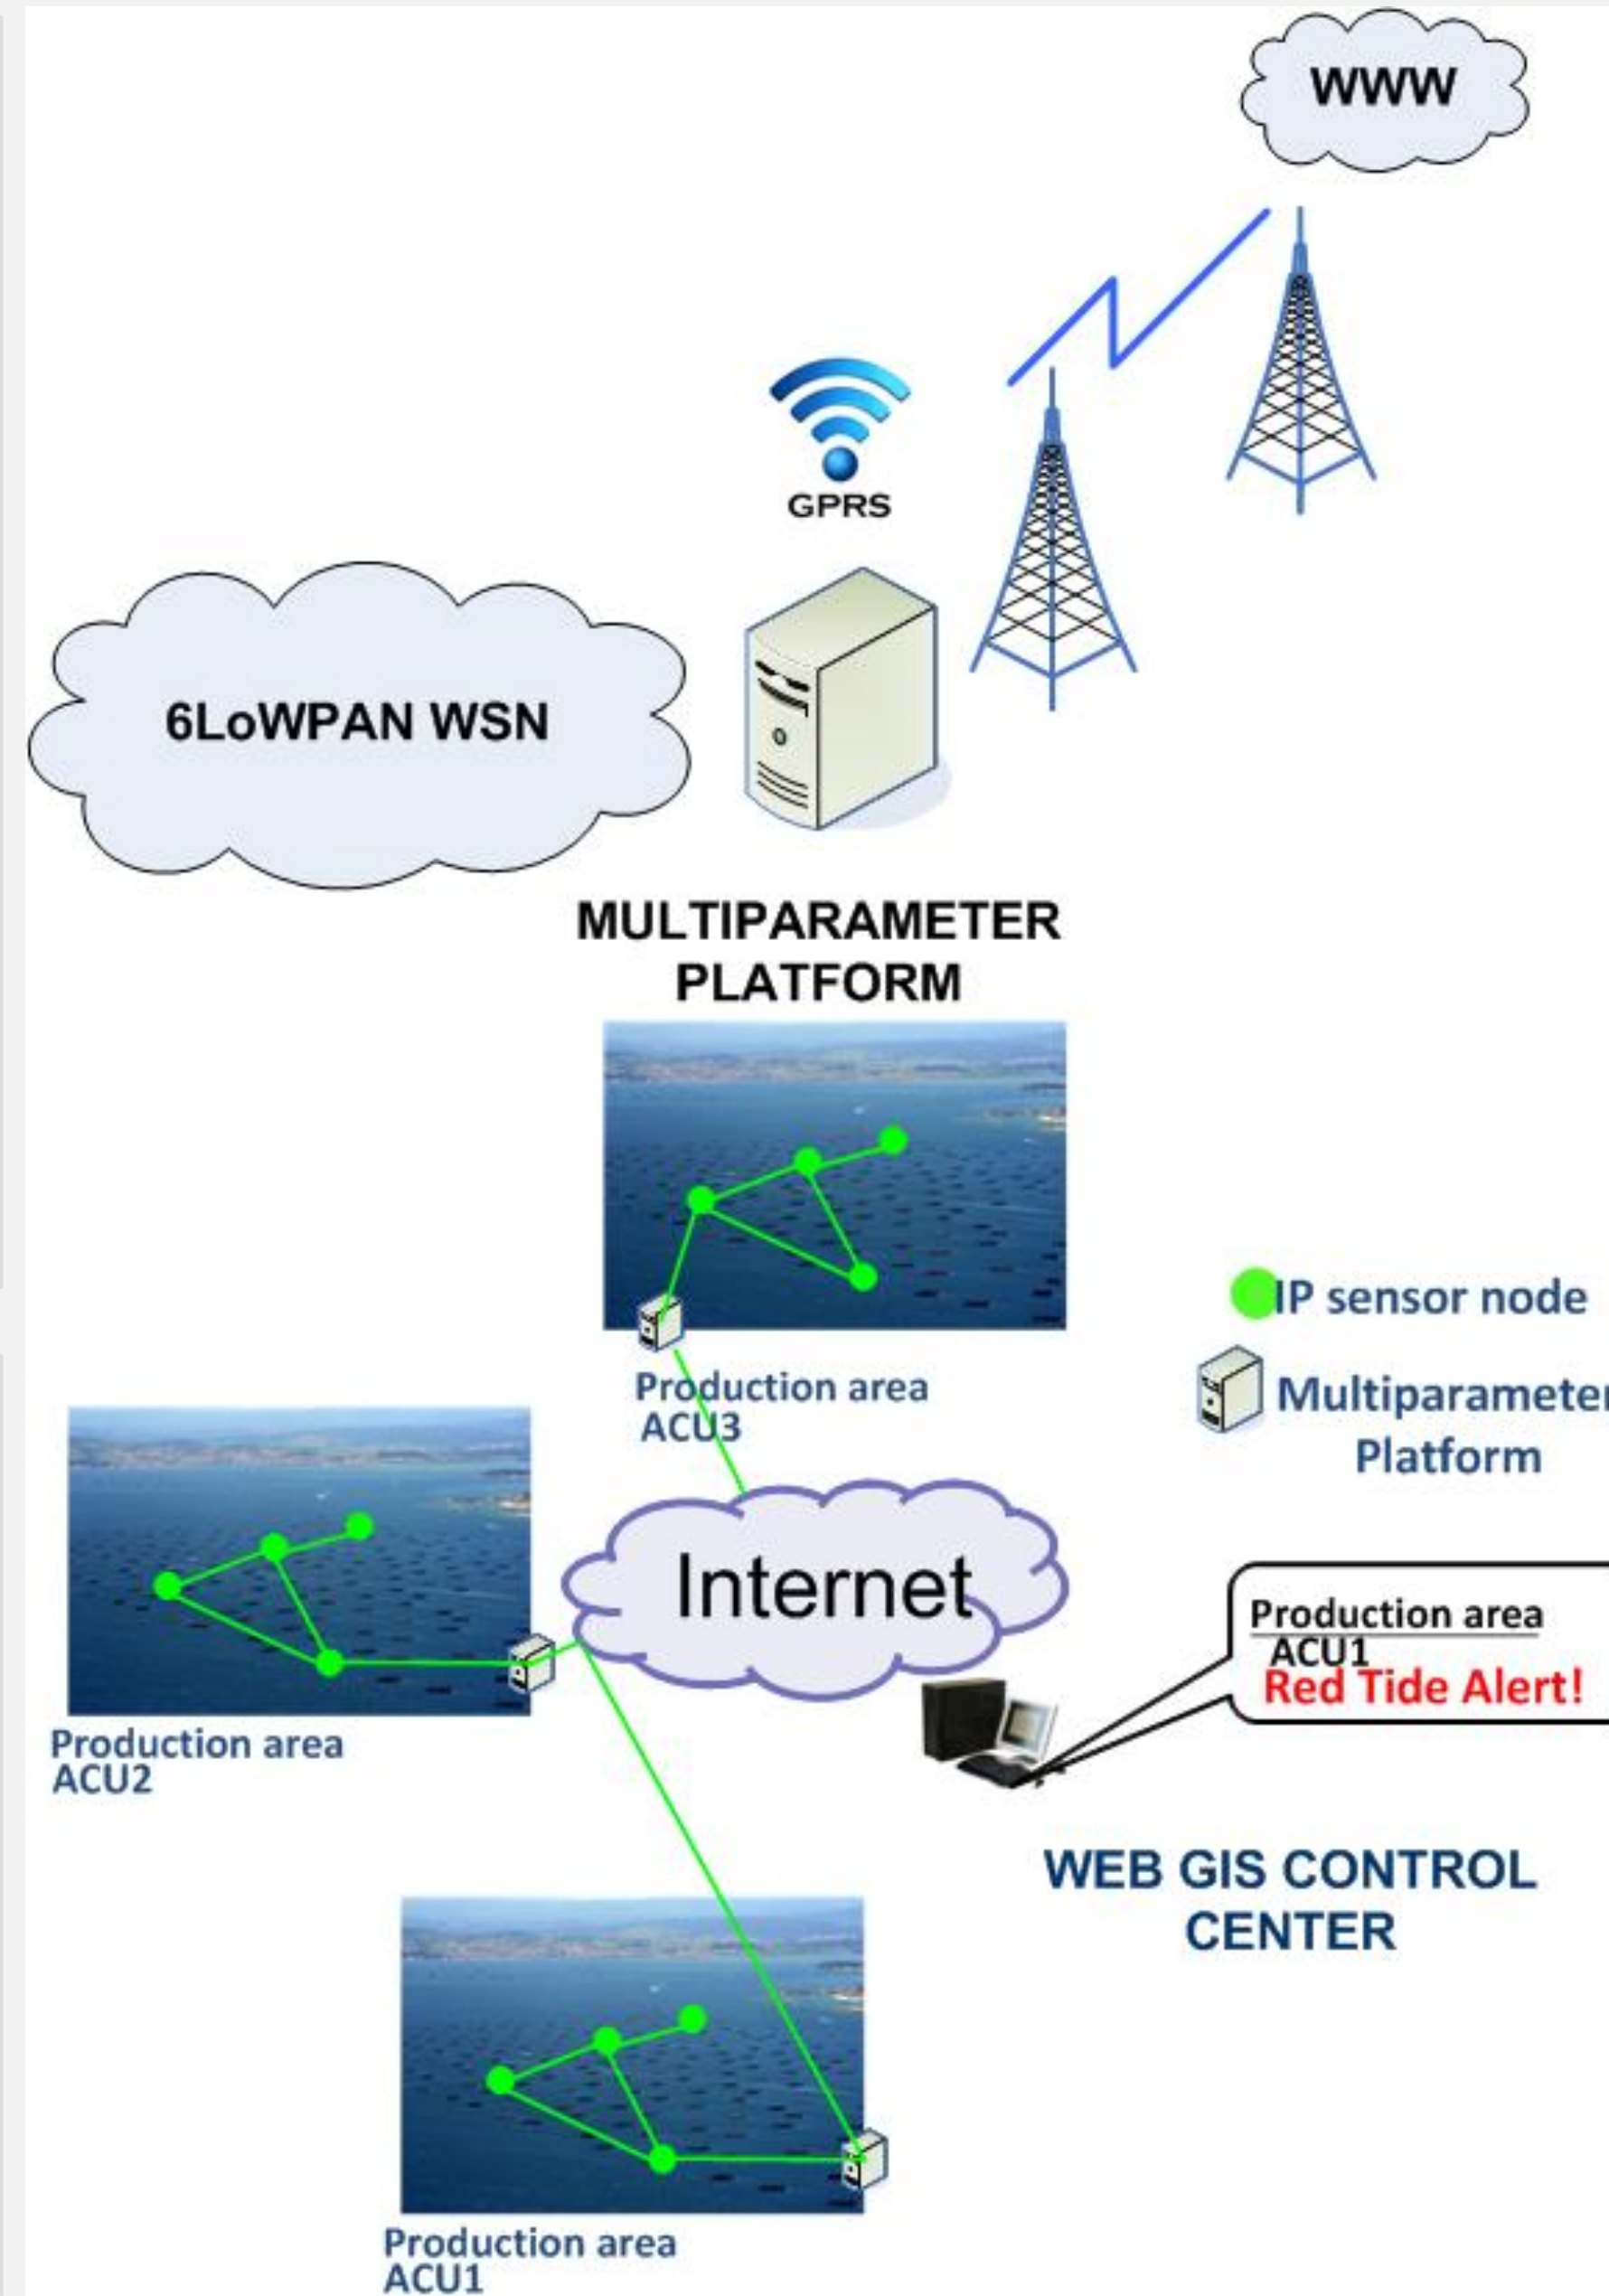 WWW
GPRS
6LoWPAN WSN
MULTIPARAMETER
PLATFORM
Production area
ACU3
IP sensor node
Multiparameter
Platform
Internet
Production area
ACU1
Red Tide Alert!
Production area
ACU2
WEB GIS CONTROL
CENTER
Production area
ACU1